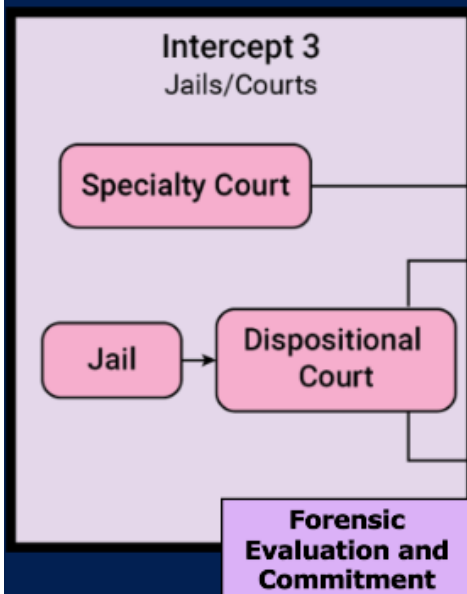 Intercept 3
Jails/Courts
Specialty Court
Jail
Dispositional
Court
Forensic
Evaluation and
Commitment